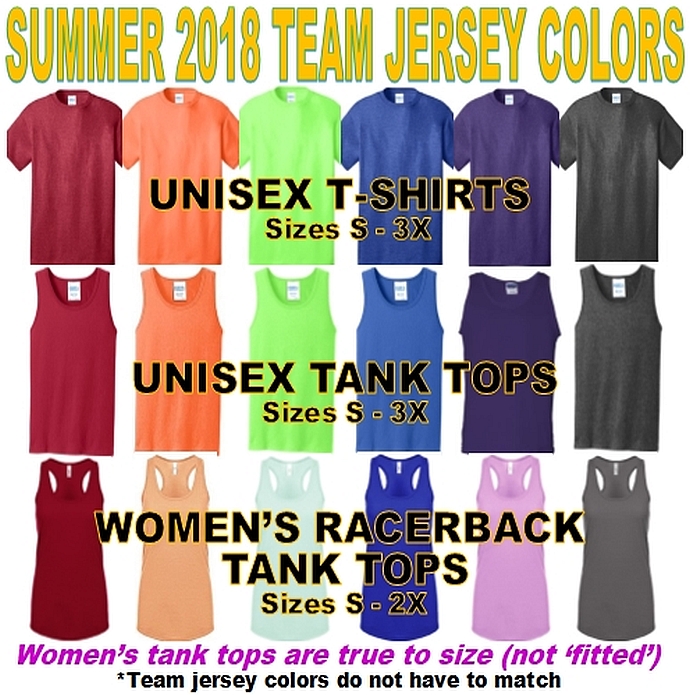 SUMMER 2018 TEAM JERSEY COLORS
UNISEX T-SHIRTS
Sizes S - 3X
UNISEX TANK TOPS
Sizes S - 3X
WOMEN'S RACERBACK
TANK TOPS
Sizes S - 2X
Women's tank tops are true to size (not ‘fitted’)
*Team jersey colors do not have to match